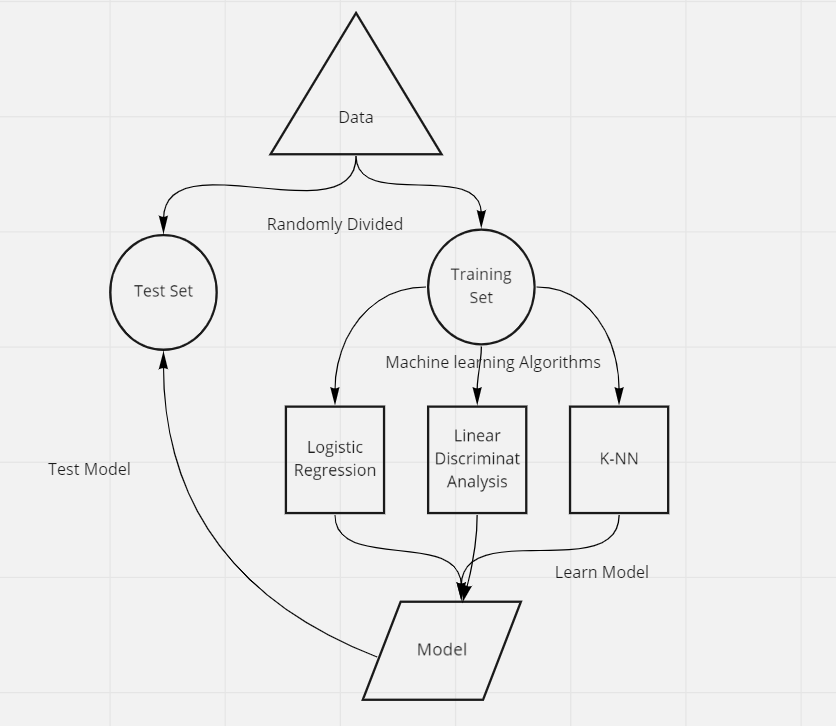 Data
Randomly Divided
Test Set
Training
Set
Machine learning Algorithms
Logistic
Regression
Linear
Discriminat
Analysis
K-NN
Test Model
Learn Model
Model